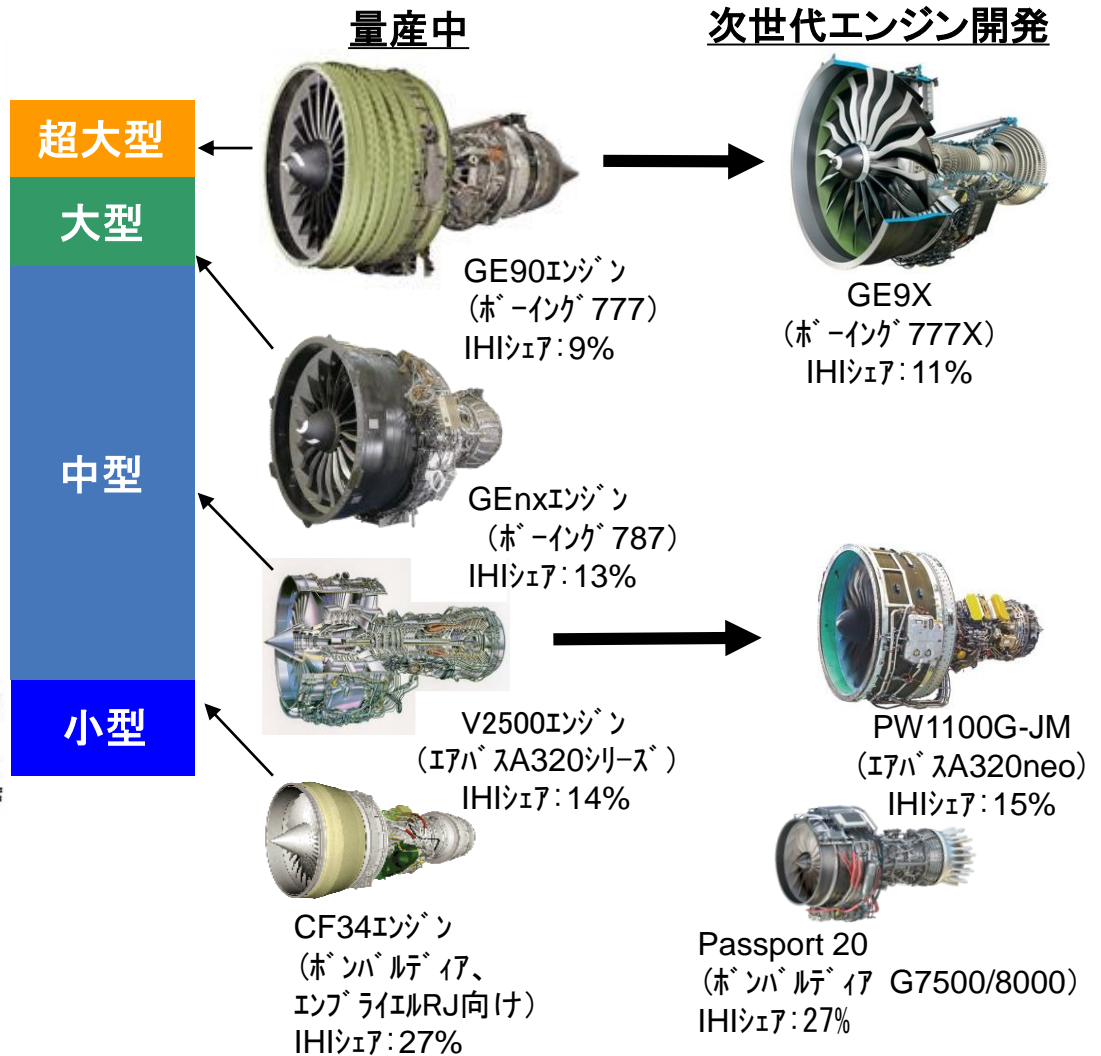 量産中
次世代エンジン開発
超大型
大型
中型
小型
GE90ｴﾝｼﾞﾝ
（ﾎﾞｰｲﾝｸﾞ777）
IHIｼｪｱ：9%
GE9X
（ﾎﾞｰｲﾝｸﾞ777X）
IHIｼｪｱ：11%
GEnxｴﾝｼﾞﾝ
（ﾎﾞｰｲﾝｸﾞ787）
IHIｼｪｱ：13%
V2500ｴﾝｼﾞﾝ
（ｴｱﾊﾞｽA320ｼﾘｰｽﾞ）
IHIｼｪｱ：14%
PW1100G-JM
（ｴｱﾊﾞｽA320neo）
IHIｼｪｱ：15%
CF34ｴﾝｼﾞﾝ
（ﾎﾞﾝﾊﾞﾙﾃﾞｨｱ、
ｴﾝﾌﾞﾗｲｴﾙRJ向け）
IHIｼｪｱ：27%
Passport 20
（ﾎﾞﾝﾊﾞﾙﾃﾞｨｱ G7500/8000）
IHIｼｪｱ：27%